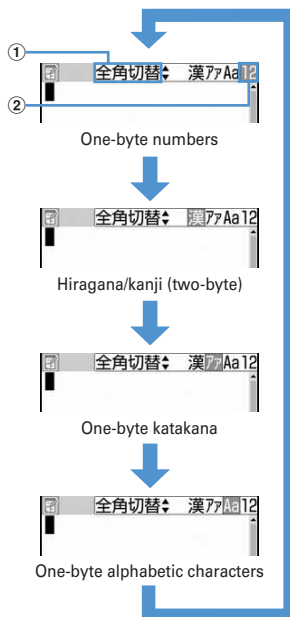 ①
全角切替 漢アァAa12
②
One-byte numbers
全角切替 漢アァAa12
Hiragana/kanji (two-byte)
全角切替 漢アァAa12
One-byte katakana
全角切替 漢アァAa12
One-byte alphabetic characters